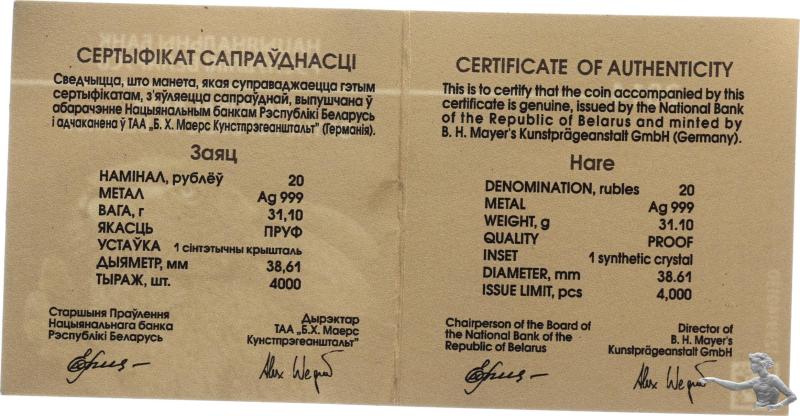 СЕРТЫФІКАТ САПРАЎДНАСЦІ
Сведчыцца, што манета, якая суправаджаецца гэтым
сертыфікатам, з'яўляецца сапраўднай, выпушчана ў
абарачэнне Нацыянальным банкам Рэспублікі Беларусь
і адчаканена ў ТАА „Б. Х. Маерс Кунстпрэгеанштальт" (Германія).
Заяц
НАМІНАЛ, рублёў 20
МЕТАЛ Ag 999
ВАГА, г 31,10
ЯКАСЦЬ ПРУФ
УСТАЎКА 1 сінтэтычны крышталь
ДЫЯМЕТР, мм 38,61
ТЫРАЖ, шт. 4000
Старшыня Праўлення
Нацыянальнага банка
Рэспублікі Беларусь
Дырэктар
ТАА „Б.Х. Маерс
Кунстпрэгеанштальт"
CERTIFICATE OF AUTHENTICITY
This is to certify that the coin accompanied by this
certificate is genuine, issued by the National Bank
of the Republic of Belarus and minted by
B. H. Mayer's Kunstprägeanstalt GmbH (Germany).
Hare
DENOMINATION, rubles 20
METAL Ag 999
WEIGHT, g 31.10
QUALITY PROOF
INSET 1 synthetic crystal
DIAMETER, mm 38.61
ISSUE LIMIT, pcs 4,000
Chairperson of the Board of
the National Bank of the
Republic of Belarus
Director of
B. H. Mayer's
Kunstprägeanstalt GmbH